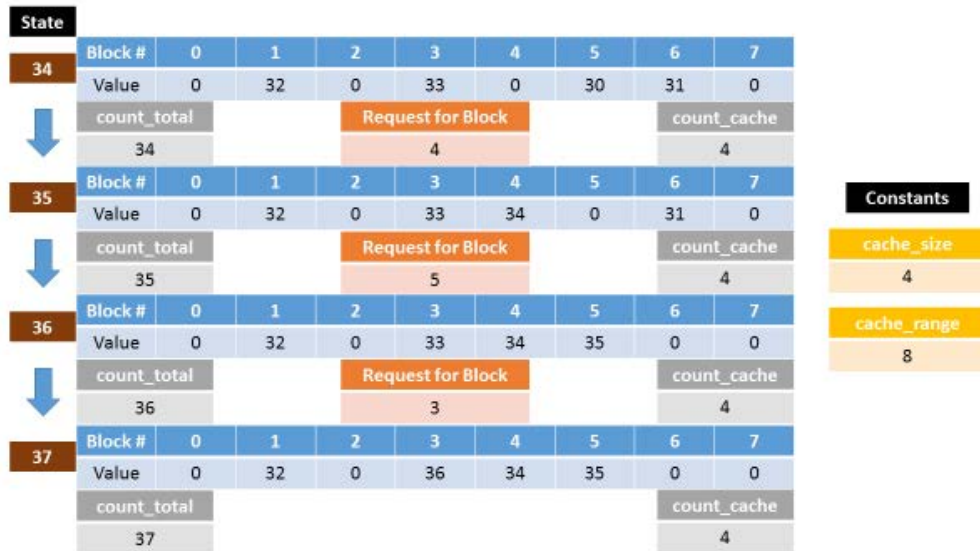 State
34
Block # 0 1 2 3 4 5 6 7
Value 0 32 0 33 0 30 31 0
count_total Request for Block count_cache
34 4 4
35
Block # 0 1 2 3 4 5 6 7
Value 0 32 0 33 34 0 31 0
count_total Request for Block count_cache
35 5 4
36
Block # 0 1 2 3 4 5 6 7
Value 0 32 0 33 34 35 0 0
count_total Request for Block count_cache
36 3 4
37
Block # 0 1 2 3 4 5 6 7
Value 0 32 0 36 34 35 0 0
count_total count_cache
37 4
Constants
cache_size
4
cache_range
8